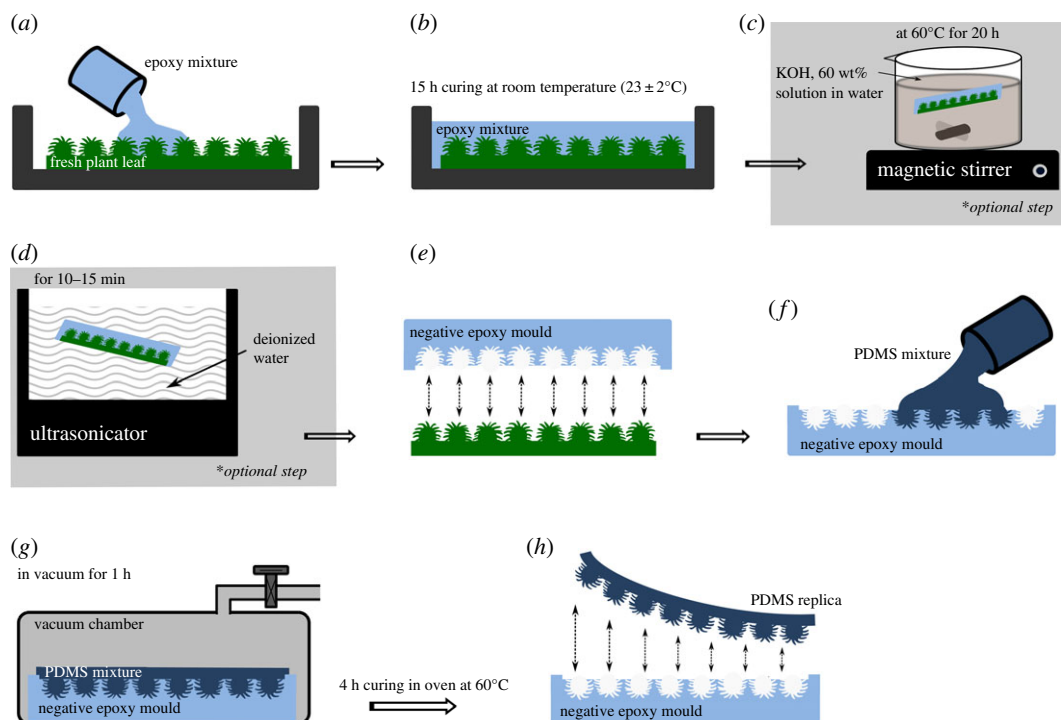 (a)
epoxy mixture
fresh plant leaf
(b)
15 h curing at room temperature (23 ± 2°C)
epoxy mixture
(c)
at 60°C for 20 h
KOH, 60 wt%
solution in water
magnetic stirrer
*optional step
(d)
for 10–15 min
deionized
water
ultrasonicator
*optional step
(e)
negative epoxy mould
(f)
PDMS mixture
negative epoxy mould
(g)
in vacuum for 1 h
vacuum chamber
PDMS mixture
negative epoxy mould
4 h curing in oven at 60°C
(h)
PDMS replica
negative epoxy mould